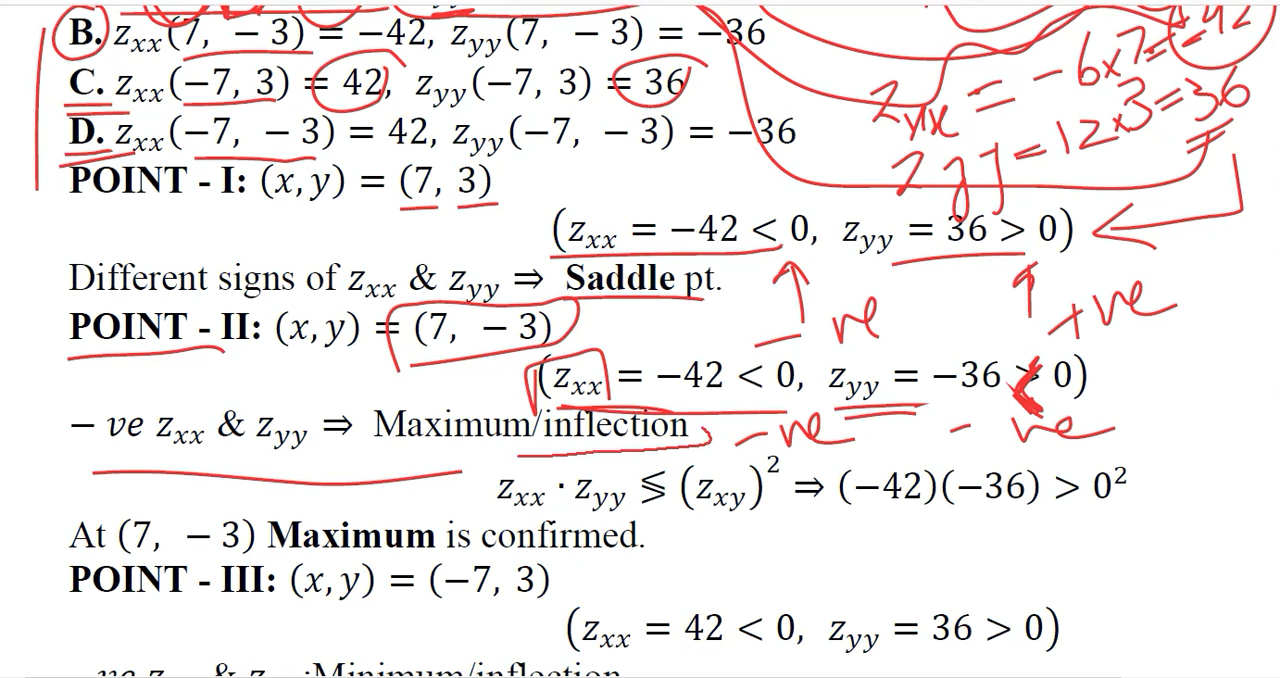 B. z_xx(7, − 3) = −42, z_yy(7, − 3) = −36
C. z_xx(−7, 3) = 42, z_yy(−7, 3) = 36
D. z_xx(−7, − 3) = 42, z_yy(−7, − 3) = −36
= −42
z_xx = −6×7
z_yy = 12×3 = 36
POINT - I: (x, y) = (7, 3)
(z_xx = −42 < 0, z_yy = 36 > 0)
Different signs of z_xx & z_yy ⇒ Saddle pt.
− ve
+ve
POINT - II: (x, y) = (7, − 3)
(z_xx = −42 < 0, z_yy = −36 < 0)
− ve z_xx & z_yy ⇒ Maximum/inflection
− ve
− ve
z_xx · z_yy ⋚ (z_xy)² ⇒ (−42)(−36) > 0²
At (7, − 3) Maximum is confirmed.
POINT - III: (x, y) = (−7, 3)
(z_xx = 42 < 0, z_yy = 36 > 0)
:Minimum/inflection